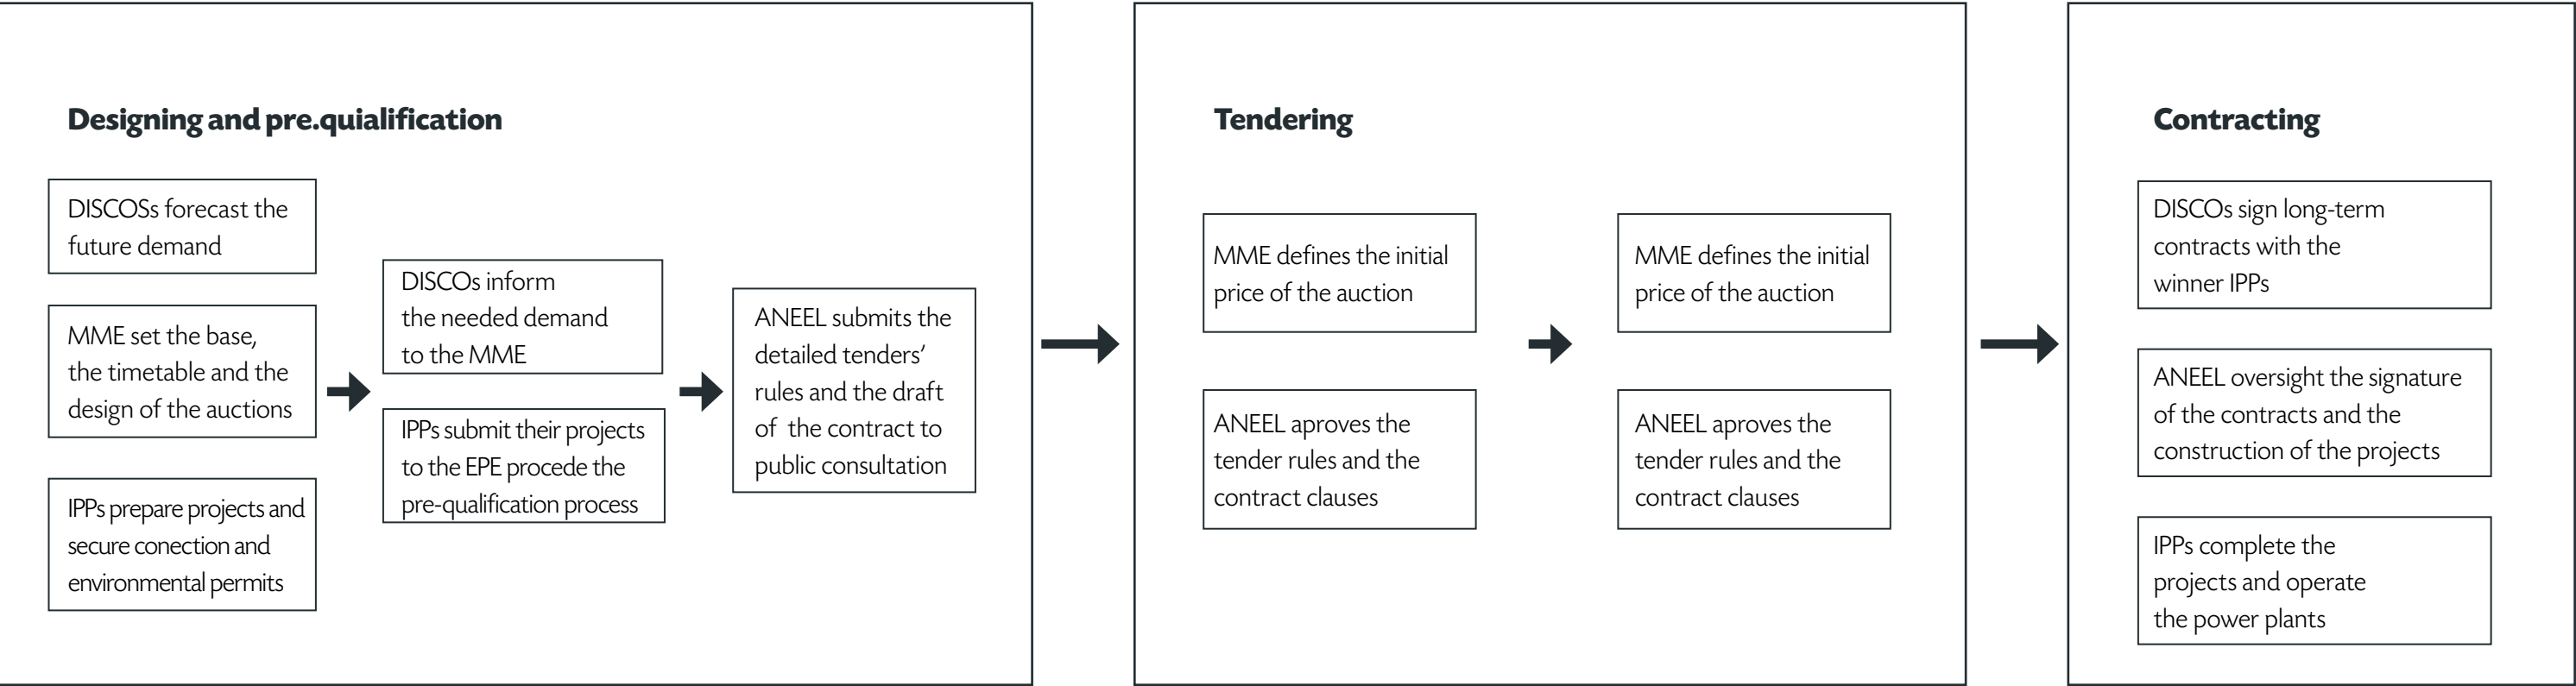 Designing and pre.quialification
DISCOSs forecast the
future demand
MME set the base,
the timetable and the
design of the auctions
IPPs prepare projects and
secure conection and
environmental permits
DISCOs inform
the needed demand
to the MME
IPPs submit their projects
to the EPE procede the
pre-qualification process
ANEEL submits the
detailed tenders’
rules and the draft
of the contract to
public consultation
Tendering
MME defines the initial
price of the auction
ANEEL aproves the
tender rules and the
contract clauses
MME defines the initial
price of the auction
ANEEL aproves the
tender rules and the
contract clauses
Contracting
DISCOs sign long-term
contracts with the
winner IPPs
ANEEL oversight the signature
of the contracts and the
construction of the projects
IPPs complete the
projects and operate
the power plants